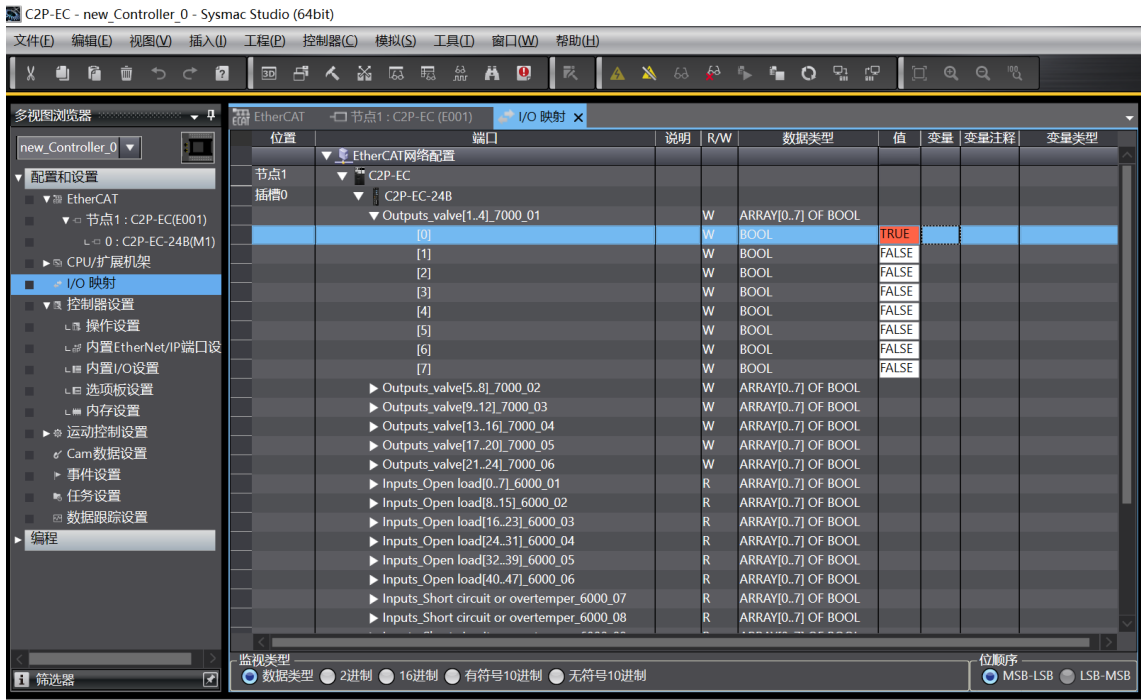 C2P-EC - new_Controller_0 - Sysmac Studio (64bit)
文件(F) 编辑(E) 视图(V) 插入(I) 工程(P) 控制器(C) 模拟(S) 工具(T) 窗口(W) 帮助(H)
多视图浏览器
new_Controller_0
配置和设置
EtherCAT
节点1 : C2P-EC(E001)
0 : C2P-EC-24B(M1)
CPU/扩展机架
I/O 映射
控制器设置
操作设置
内置EtherNet/IP端口设
内置I/O设置
选项板设置
内存设置
运动控制设置
Cam数据设置
事件设置
任务设置
数据跟踪设置
编程
筛选器
EtherCAT 节点1 : C2P-EC (E001) I/O 映射
位置 端口 说明 R/W 数据类型 值 变量 变量注释 变量类型
EtherCAT网络配置
节点1 C2P-EC
插槽0 C2P-EC-24B
Outputs_valve[1..4]_7000_01 W ARRAY[0..7] OF BOOL
[0] W BOOL TRUE
[1] W BOOL FALSE
[2] W BOOL FALSE
[3] W BOOL FALSE
[4] W BOOL FALSE
[5] W BOOL FALSE
[6] W BOOL FALSE
[7] W BOOL FALSE
Outputs_valve[5..8]_7000_02 W ARRAY[0..7] OF BOOL
Outputs_valve[9..12]_7000_03 W ARRAY[0..7] OF BOOL
Outputs_valve[13..16]_7000_04 W ARRAY[0..7] OF BOOL
Outputs_valve[17..20]_7000_05 W ARRAY[0..7] OF BOOL
Outputs_valve[21..24]_7000_06 W ARRAY[0..7] OF BOOL
Inputs_Open load[0..7]_6000_01 R ARRAY[0..7] OF BOOL
Inputs_Open load[8..15]_6000_02 R ARRAY[0..7] OF BOOL
Inputs_Open load[16..23]_6000_03 R ARRAY[0..7] OF BOOL
Inputs_Open load[24..31]_6000_04 R ARRAY[0..7] OF BOOL
Inputs_Open load[32..39]_6000_05 R ARRAY[0..7] OF BOOL
Inputs_Open load[40..47]_6000_06 R ARRAY[0..7] OF BOOL
Inputs_Short circuit or overtemper_6000_07 R ARRAY[0..7] OF BOOL
Inputs_Short circuit or overtemper_6000_08 R ARRAY[0..7] OF BOOL
监视类型
数据类型 2进制 16进制 有符号10进制 无符号10进制
位顺序
MSB-LSB LSB-MSB